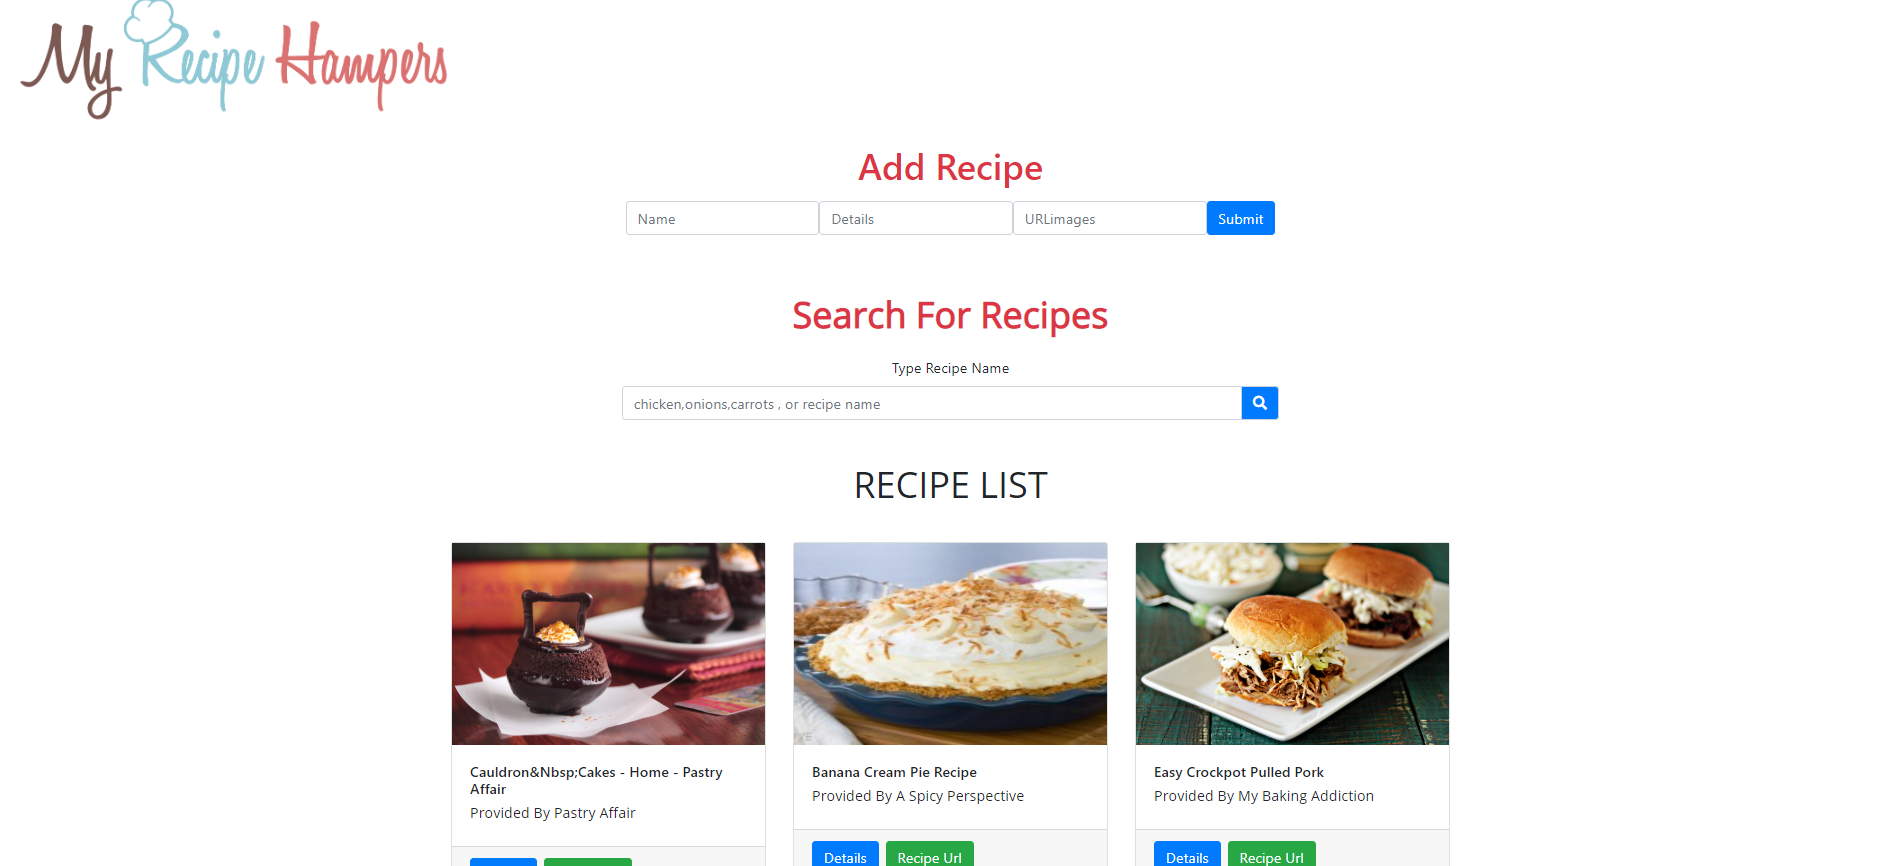 My Recipe Hampers
Add Recipe
Name Details URLimages Submit
Search For Recipes
Type Recipe Name
chicken,onions,carrots , or recipe name
RECIPE LIST
Cauldron&Nbsp;Cakes - Home - Pastry
Affair
Provided By Pastry Affair
Banana Cream Pie Recipe
Provided By A Spicy Perspective
Details Recipe Url
Easy Crockpot Pulled Pork
Provided By My Baking Addiction
Details Recipe Url